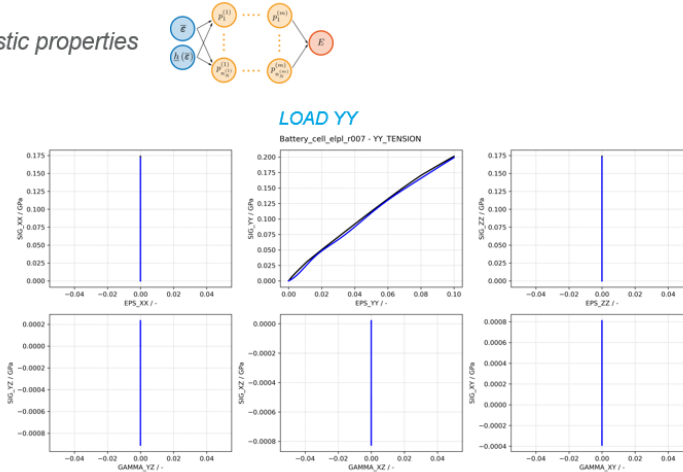 stic properties
ε̅
h(ε̅)
p₁⁽¹⁾
p₁⁽ᵐ⁾
E
LOAD YY
Battery_cell_elpl_r007 - YY_TENSION
0.175
0.150
0.125
0.100
0.075
0.050
0.025
0.000
SIG_XX / GPa
−0.04 −0.02 0.00 0.02 0.04
EPS_XX / -
0.200
0.175
0.150
0.125
0.100
0.075
0.050
0.025
0.000
SIG_YY / GPa
0.00 0.02 0.04 0.06 0.08 0.10
EPS_YY / -
0.175
0.150
0.125
0.100
0.075
0.050
0.025
0.000
SIG_ZZ / GPa
−0.04 −0.02 0.00 0.02 0.04
EPS_ZZ / -
0.0002
0.0000
−0.0002
−0.0004
−0.0006
−0.0008
SIG_YZ / GPa
−0.04 −0.02 0.00 0.02 0.04
GAMMA_YZ / -
0.0000
−0.0002
−0.0004
−0.0006
−0.0008
SIG_XZ / GPa
−0.04 −0.02 0.00 0.02 0.04
GAMMA_XZ / -
0.0008
0.0006
0.0004
0.0002
0.0000
−0.0002
−0.0004
SIG_XY / GPa
−0.04 −0.02 0.00 0.02 0.04
GAMMA_XY / -